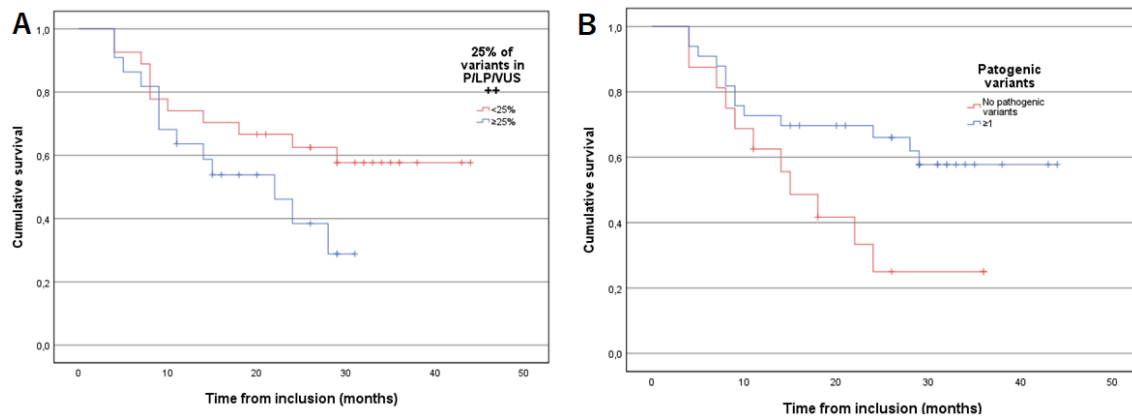 A
1,0
0,8
0,6
0,4
0,2
0,0
Cumulative survival
25% of
variants in
P/LP/VUS
++
<25%
≥25%
0 10 20 30 40 50
Time from inclusion (months)
B
1,0
0,8
0,6
0,4
0,2
0,0
Cumulative survival
Patogenic
variants
No pathogenic
variants
≥1
0 10 20 30 40 50
Time from inclusion (months)